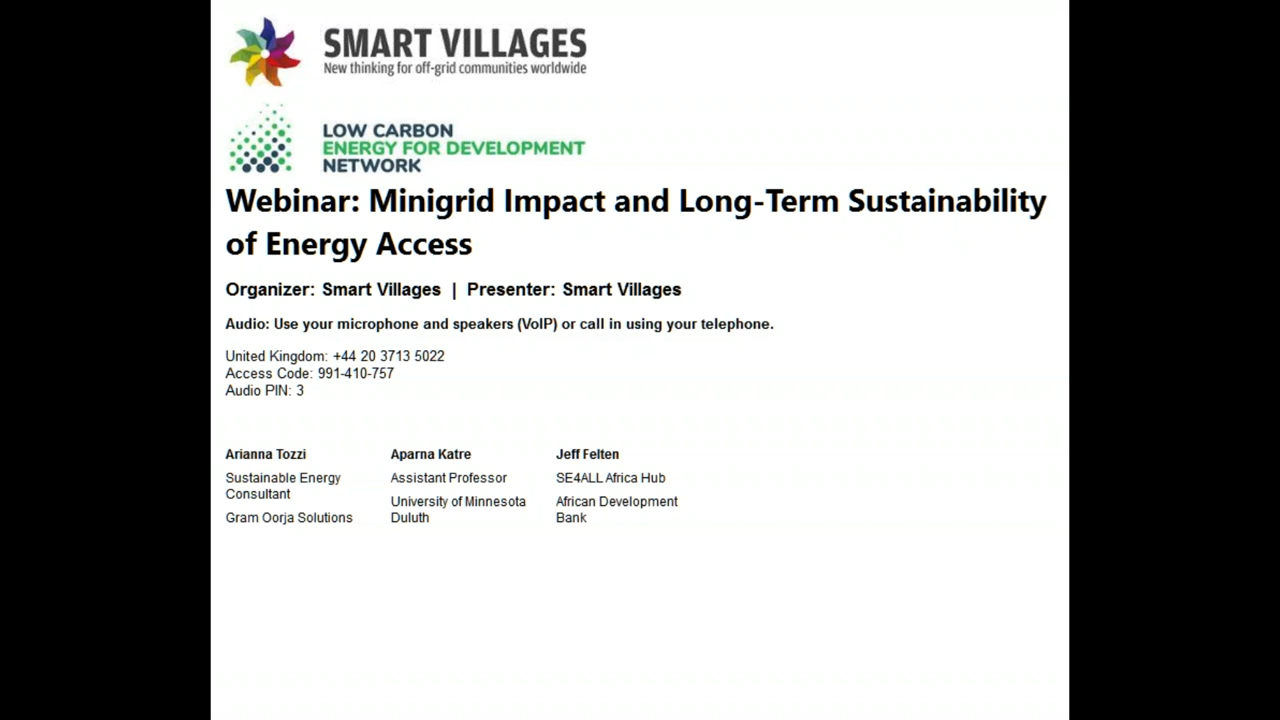 SMART VILLAGES
New thinking for off-grid communities worldwide
LOW CARBON
ENERGY FOR DEVELOPMENT
NETWORK
Webinar: Minigrid Impact and Long-Term Sustainability
of Energy Access
Organizer: Smart Villages | Presenter: Smart Villages
Audio: Use your microphone and speakers (VoIP) or call in using your telephone.
United Kingdom: +44 20 3713 5022
Access Code: 991-410-757
Audio PIN: 3
Arianna Tozzi
Sustainable Energy
Consultant
Gram Oorja Solutions
Aparna Katre
Assistant Professor
University of Minnesota
Duluth
Jeff Felten
SE4ALL Africa Hub
African Development
Bank